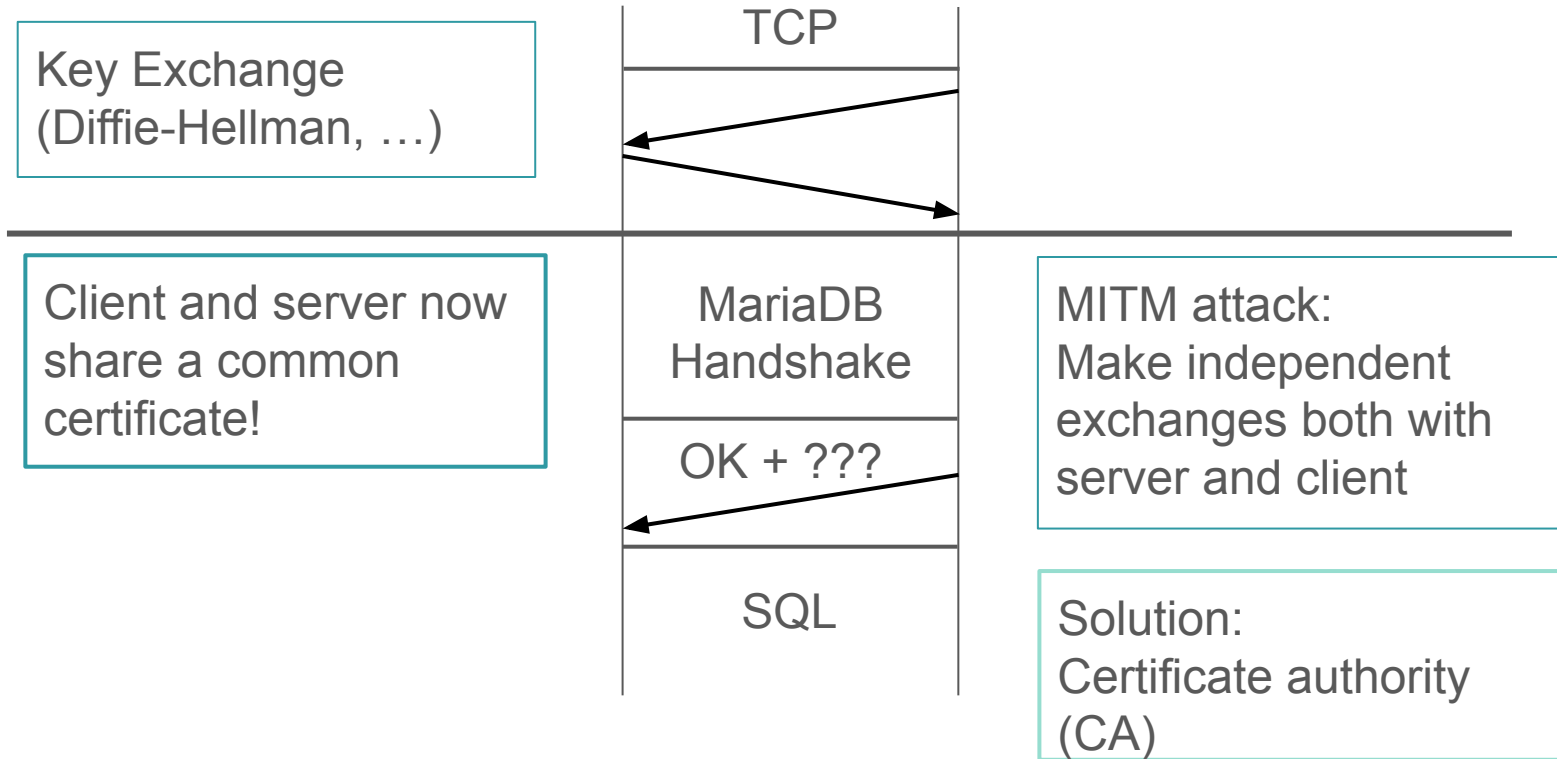 TCP
Key Exchange
(Diffie-Hellman, …)
Client and server now
share a common
certificate!
MariaDB
Handshake
OK + ???
SQL
MITM attack:
Make independent
exchanges both with
server and client
Solution:
Certificate authority
(CA)